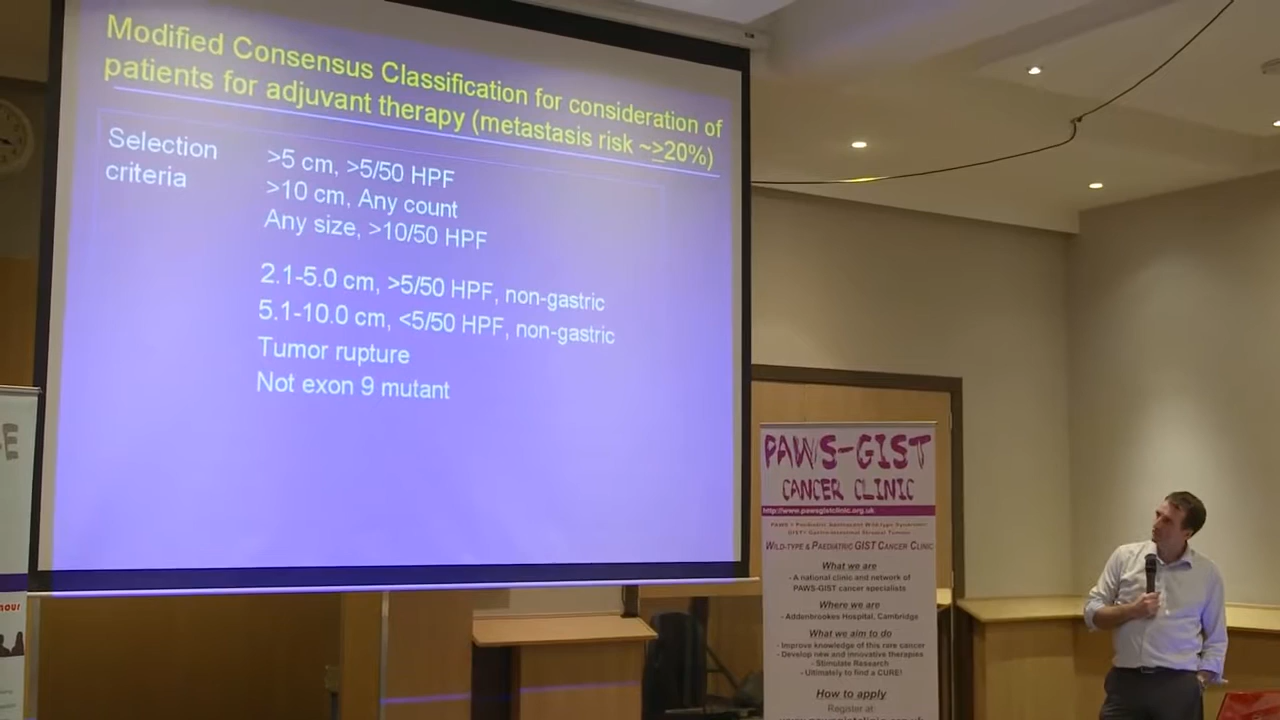 Modified Consensus Classification for consideration of
patients for adjuvant therapy (metastasis risk ~≥20%)
Selection
criteria
>5 cm, >5/50 HPF
>10 cm, Any count
Any size, >10/50 HPF
2.1-5.0 cm, >5/50 HPF, non-gastric
5.1-10.0 cm, <5/50 HPF, non-gastric
Tumor rupture
Not exon 9 mutant
PAWS-GIST
CANCER CLINIC
http://www.pawsgistclinic.org.uk
WILD-TYPE & PAEDIATRIC GIST CANCER CLINIC
What we are
- A national clinic and network of
PAWS-GIST cancer specialists
Where we are
- Addenbrookes Hospital, Cambridge
What we aim to do
- Improve knowledge of this rare cancer
- Develop new and innovative therapies
- Stimulate Research
- Ultimately to find a CURE!
How to apply
Register at: